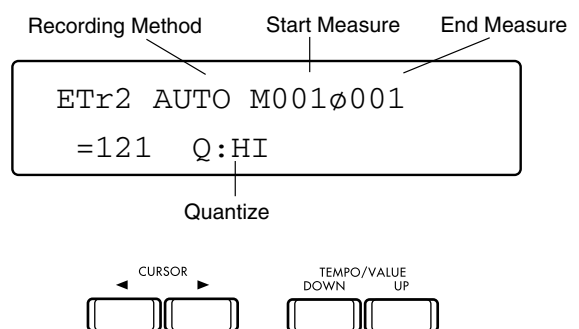 Recording Method Start Measure End Measure
ETr2 AUTO M001ø001
=121 Q:HI
Quantize
CURSOR TEMPO/VALUE
◄ ► DOWN UP